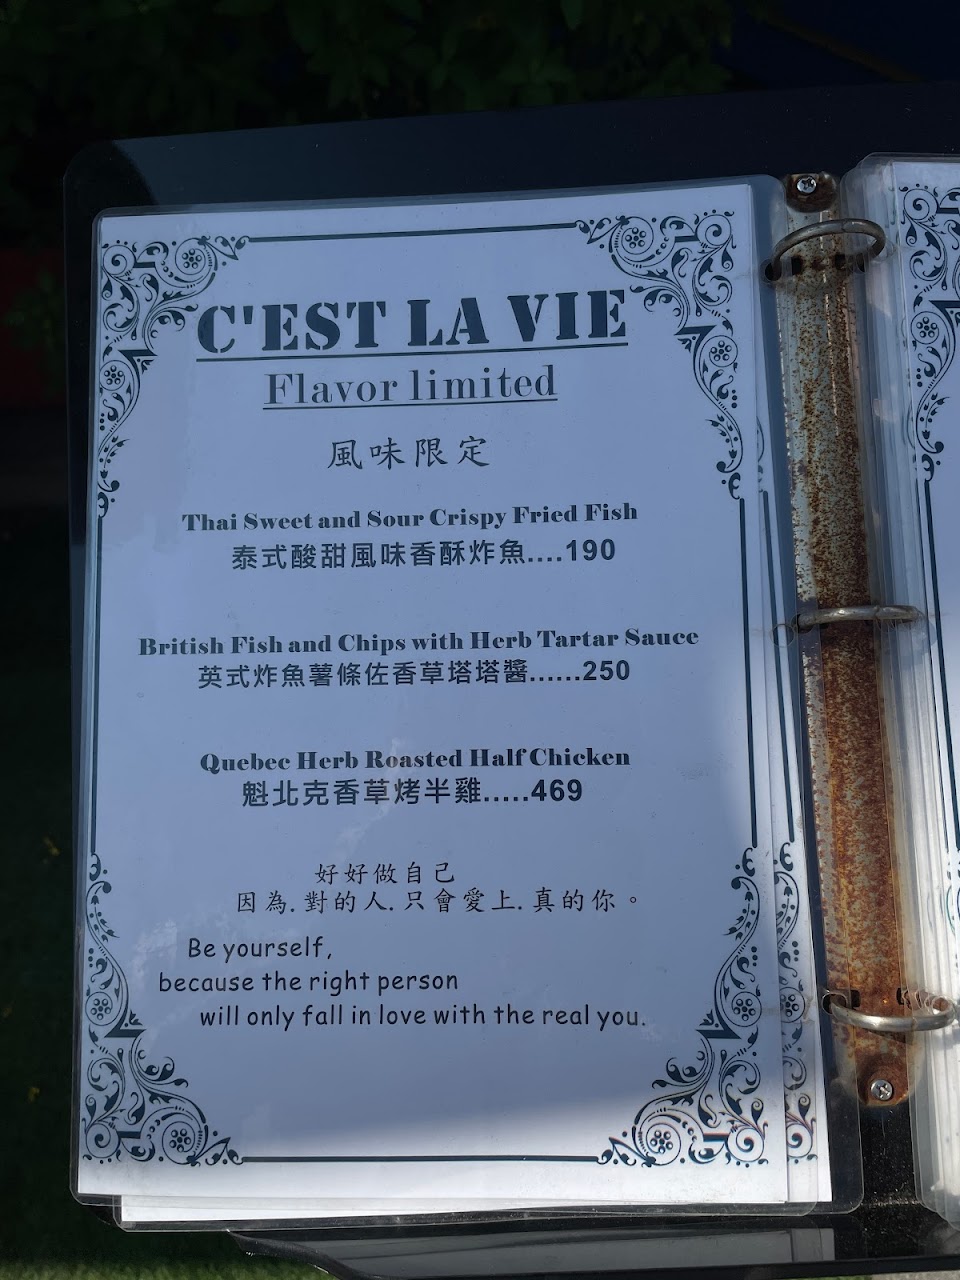 C'EST LA VIE
Flavor limited
風味限定
Thai Sweet and Sour Crispy Fried Fish
泰式酸甜風味香酥炸魚....190
British Fish and Chips with Herb Tartar Sauce
英式炸魚薯條佐香草塔塔醬......250
Quebec Herb Roasted Half Chicken
魁北克香草烤半雞.....469
好好做自己
因為.對的人.只會愛上.真的你。
Be yourself,
because the right person
will only fall in love with the real you.